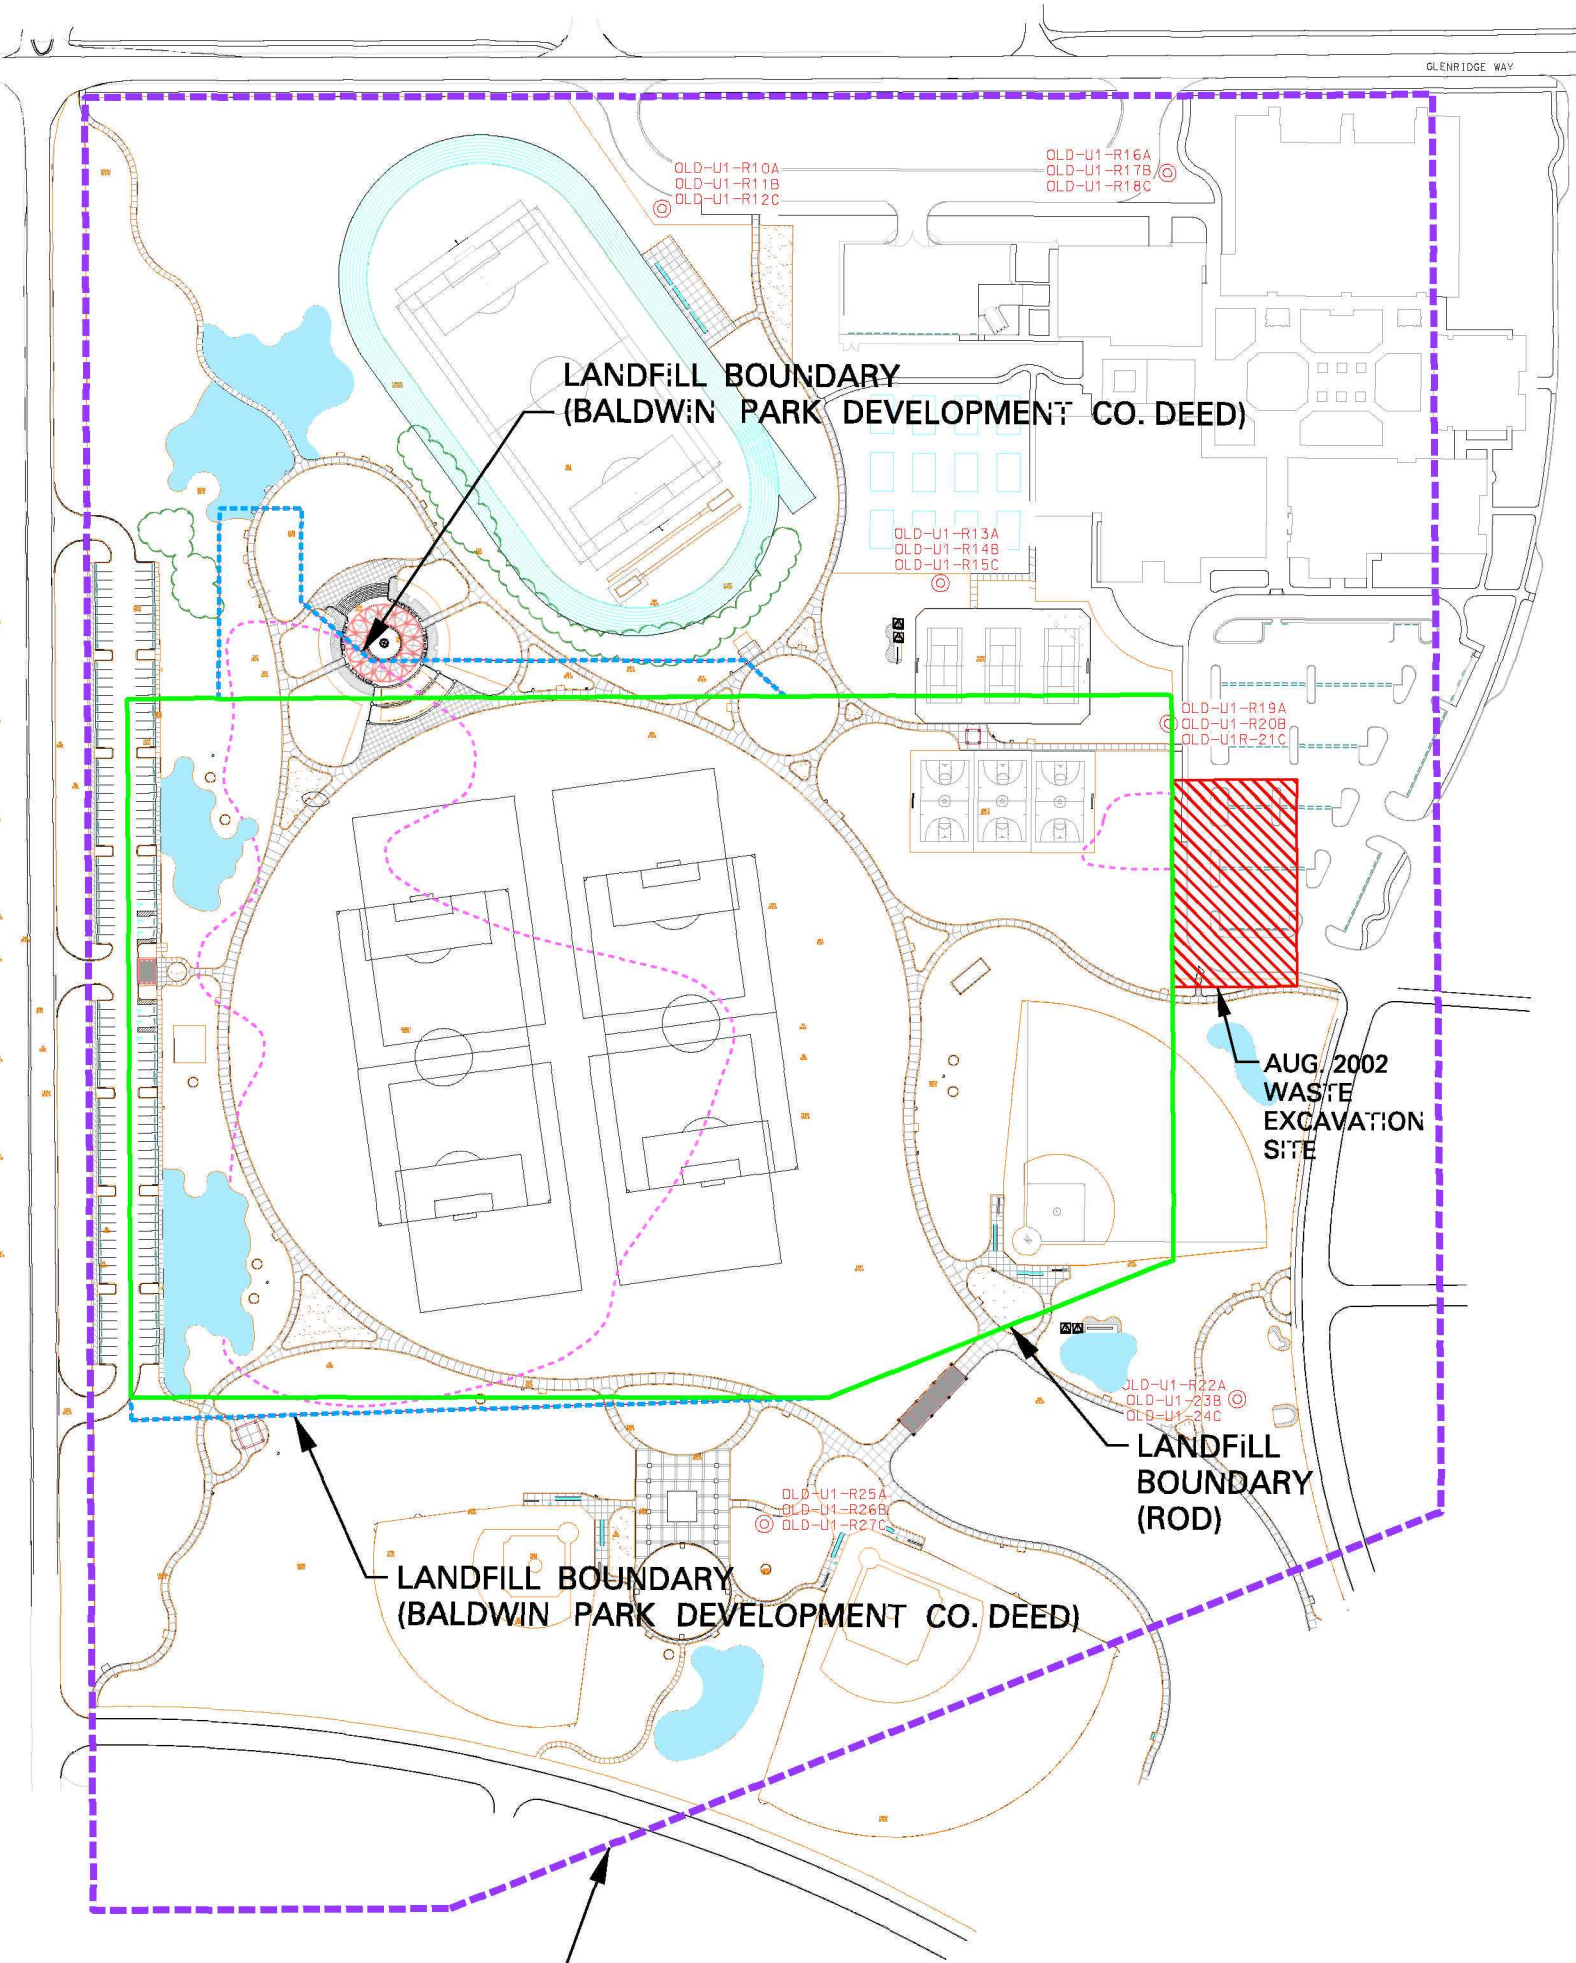 GLENRIDGE WAY
OLD-U1-R10A
OLD-U1-R11B
OLD-U1-R12C
OLD-U1-R16A
OLD-U1-R17B
OLD-U1-R18C
LANDFILL BOUNDARY
(BALDWIN PARK DEVELOPMENT CO. DEED)
OLD-U1-R13A
OLD-U1-R14B
OLD-U1-R15C
OLD-U1-R19A
OLD-U1-R20B
OLD-U1R-21C
AUG. 2002
WASTE
EXCAVATION
SITE
OLD-U1-R22A
OLD-U1-23B
OLD-U1-24C
LANDFILL
BOUNDARY
(ROD)
OLD-U1-R25A
OLD-U1-R26B
OLD-U1-R27C
LANDFILL BOUNDARY
(BALDWIN PARK DEVELOPMENT CO. DEED)